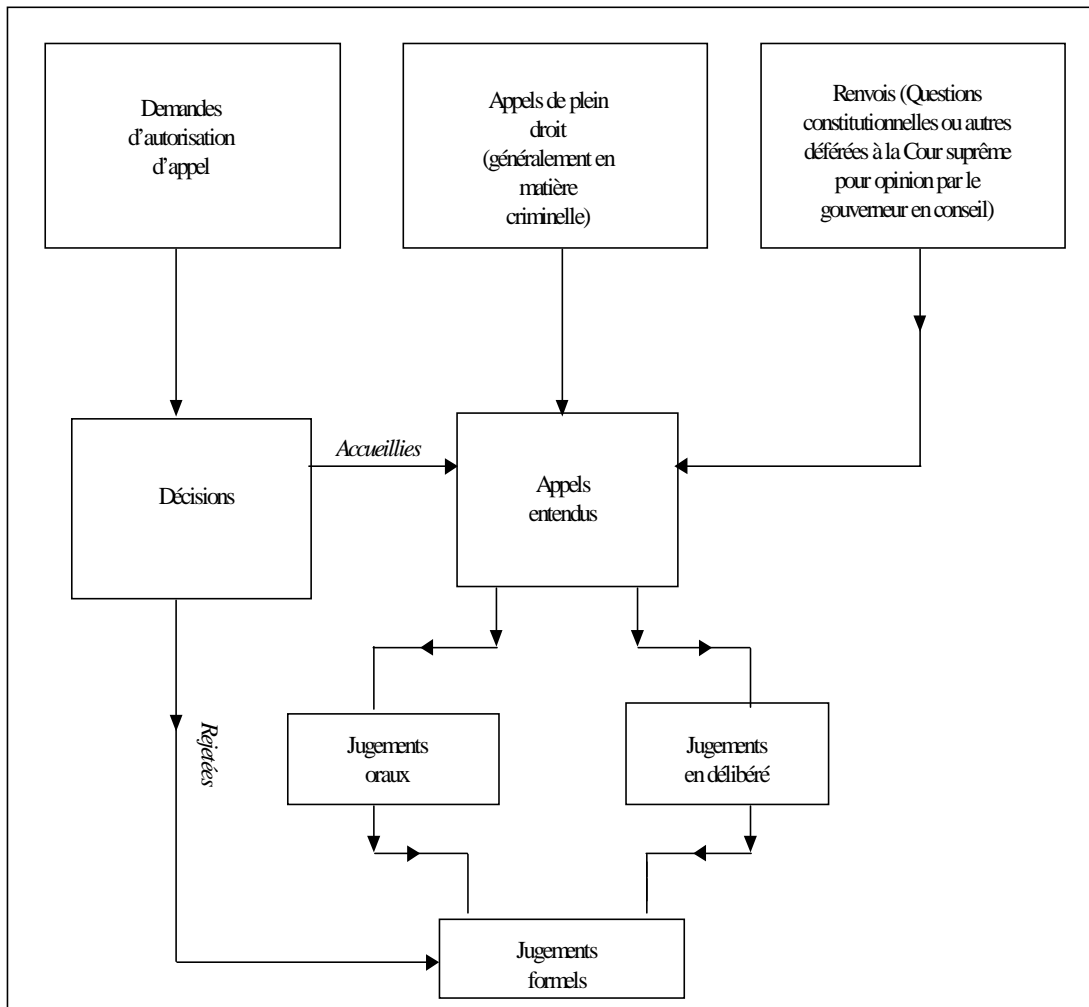 Demandes
d'autorisation
d'appel
Appels de plein
droit
(généralement en
matière
criminelle)
Renvois (Questions
constitutionnelles ou autres
déférées à la Cour suprême
pour opinion par le
gouverneur en conseil)
Décisions
Accueillies
Appels
entendus
Rejetées
Jugements
oraux
Jugements
en délibéré
Jugements
formels